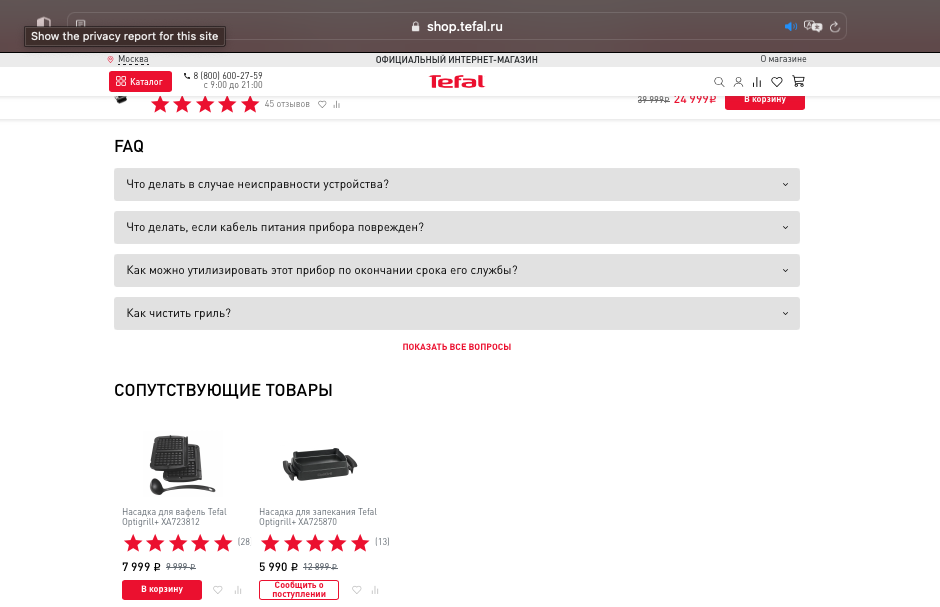 shop.tefal.ru
Show the privacy report for this site
Москва
ОФИЦИАЛЬНЫЙ ИНТЕРНЕТ-МАГАЗИН
О магазине
Каталог
8 (800) 600-27-59
с 9:00 до 21:00
Tefal
45 отзывов
39 999₽ 24 999₽
В корзину
FAQ
Что делать в случае неисправности устройства?
Что делать, если кабель питания прибора поврежден?
Как можно утилизировать этот прибор по окончании срока его службы?
Как чистить гриль?
ПОКАЗАТЬ ВСЕ ВОПРОСЫ
СОПУТСТВУЮЩИЕ ТОВАРЫ
Насадка для вафель Tefal
Optigrill+ XA723812
(28
7 999 ₽ 9 999 ₽
В корзину
Насадка для запекания Tefal
Optigrill+ XA725870
(13)
5 990 ₽ 12 899 ₽
Сообщить о
поступлении